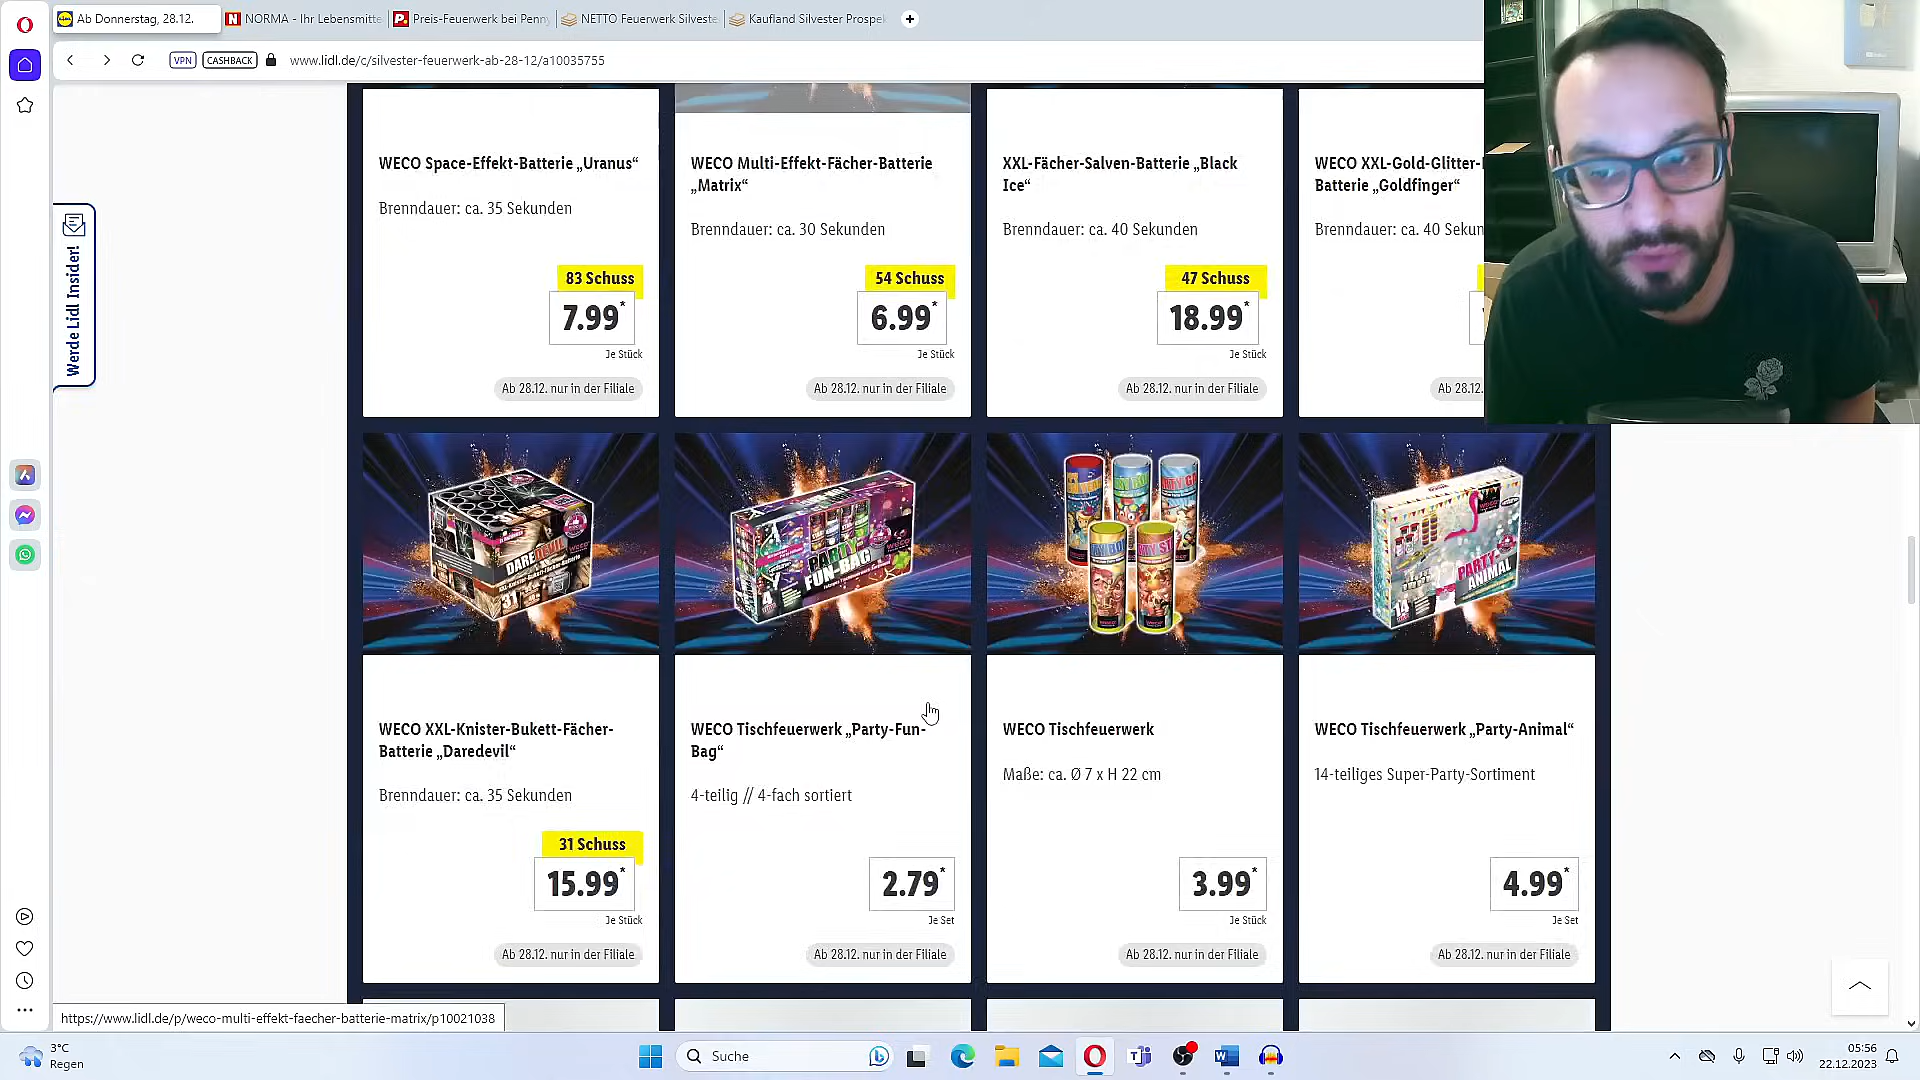 Ab Donnerstag, 28.12.
NORMA - Ihr Lebensmitte
Preis-Feuerwerk bei Penny
NETTO Feuerwerk Silveste
Kaufland Silvester Prospek
VPN
CASHBACK
www.lidl.de/c/silvester-feuerwerk-ab-28-12/a10035755
Werde Lidl Insider!
WECO Space-Effekt-Batterie „Uranus“
Brenndauer: ca. 35 Sekunden
83 Schuss
7.99*
Je Stück
Ab 28.12. nur in der Filiale
WECO Multi-Effekt-Fächer-Batterie
„Matrix“
Brenndauer: ca. 30 Sekunden
54 Schuss
6.99*
Je Stück
Ab 28.12. nur in der Filiale
XXL-Fächer-Salven-Batterie „Black
Ice“
Brenndauer: ca. 40 Sekunden
47 Schuss
18.99*
Je Stück
Ab 28.12. nur in der Filiale
WECO XXL-Gold-Glitter-
Batterie „Goldfinger“
Brenndauer: ca. 40 Sekun
Ab 28.12.
DAREDEVIL
31
WECO XXL-Knister-Bukett-Fächer-
Batterie „Daredevil“
Brenndauer: ca. 35 Sekunden
31 Schuss
15.99*
Je Stück
Ab 28.12. nur in der Filiale
PARTY
FUN-BAG
4
WECO Tischfeuerwerk „Party-Fun-
Bag“
4-teilig // 4-fach sortiert
2.79*
Je Set
Ab 28.12. nur in der Filiale
WECO Tischfeuerwerk
Maße: ca. Ø 7 x H 22 cm
3.99*
Je Stück
Ab 28.12. nur in der Filiale
PARTY
ANIMAL
14
WECO Tischfeuerwerk „Party-Animal“
14-teiliges Super-Party-Sortiment
4.99*
Je Set
Ab 28.12. nur in der Filiale
https://www.lidl.de/p/weco-multi-effekt-faecher-batterie-matrix/p10021038
3°C
Regen
Suche
05:56
22.12.2023